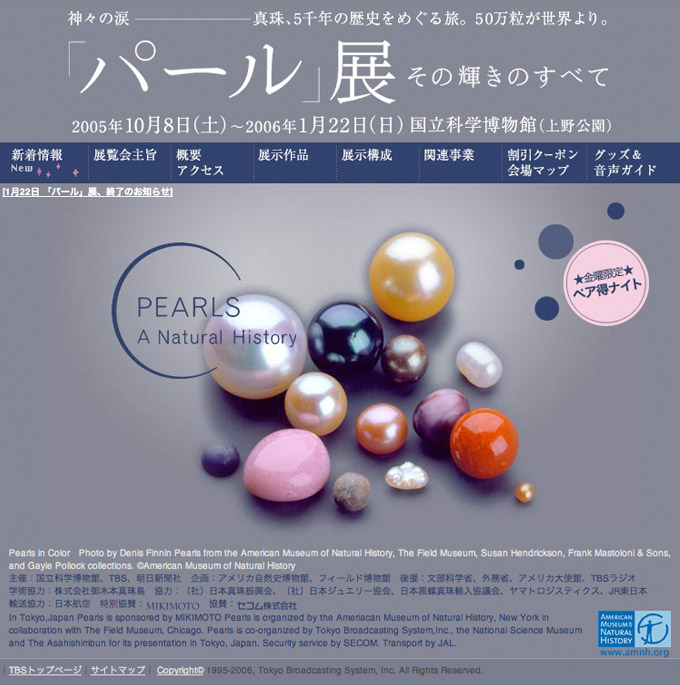 神々の涙 真珠、5千年の歴史をめぐる旅。50万粒が世界より。
「パール」展 その輝きのすべて
2005年10月8日(土)〜2006年1月22日(日) 国立科学博物館(上野公園)
新着情報 New
展覧会主旨
概要 アクセス
展示作品
展示構成
関連事業
割引クーポン 会場マップ
グッズ& 音声ガイド
[1月22日 「パール」展、終了のお知らせ]
★金曜限定★
ペア得ナイト
PEARLS
A Natural History
Pearls in Color Photo by Denis Finnin Pearls from the American Museum of Natural History, The Field Museum, Susan Hendrickson, Frank Mastoloni & Sons,
and Gayle Pollock collections. ©American Museum of Natural History
主催:国立科学博物館、TBS、朝日新聞社 企画:アメリカ自然史博物館、フィールド博物館 後援:文部科学省、外務省、アメリカ大使館、TBSラジオ
学術協力:株式会社御木本真珠島 協力:(社)日本真珠振興会、(社)日本ジュエリー協会、日本黒蝶真珠輸入協議会、ヤマトロジスティクス、JR東日本
輸送協力:日本航空 特別協賛:MIKIMOTO 協賛:セコム株式会社
In Tokyo,Japan Pearls is sponsored by MIKIMOTO Pearls is organized by the Ameriacan Museum of Natural History, New York in
collaboration with The Field Museum, Chicago. Pearls is co-organized by Tokyo Broadcasting System,Inc., the National Science Museum
and The Asahishimbun for its presentation in Tokyo, Japan. Security service by SECOM. Transport by JAL.
AMERICAN
MUSEUM &
NATURAL
HISTORY
www.amnh.org
| TBSトップページ | サイトマップ | Copyright© 1995-2006, Tokyo Broadcasting System, Inc. All Rights Reserved.